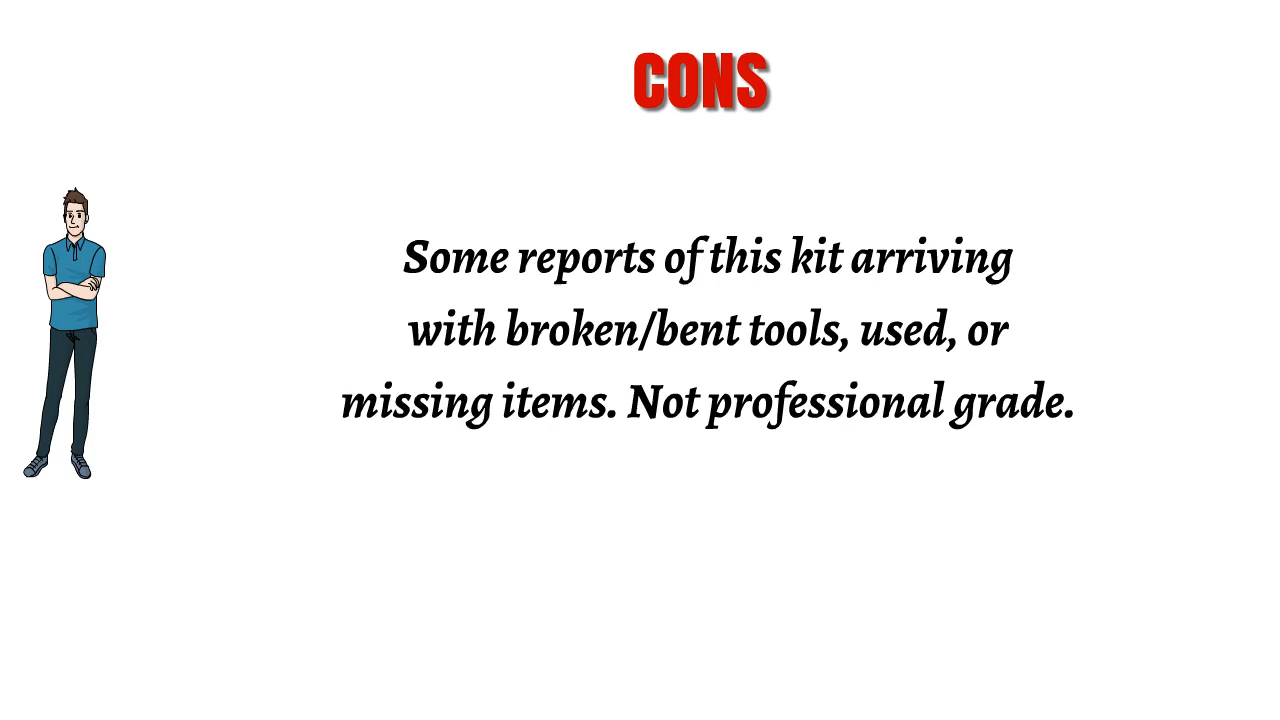 CONS
Some reports of this kit arriving
with broken/bent tools, used, or
missing items. Not professional grade.